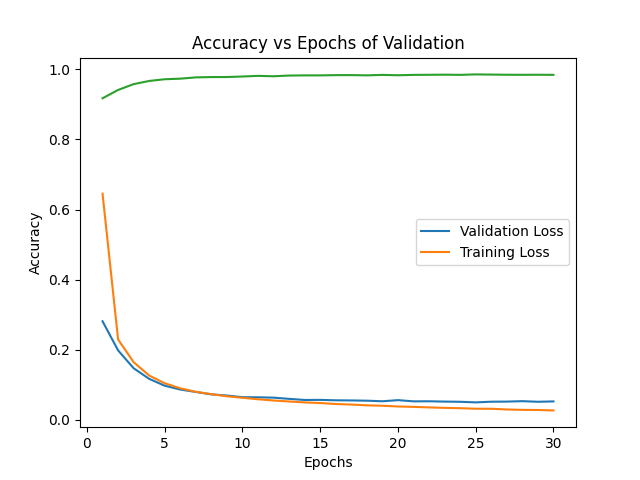 Accuracy vs Epochs of Validation
1.0
0.8
0.6
0.4
0.2
0.0
Accuracy
Validation Loss
Training Loss
0 5 10 15 20 25 30
Epochs